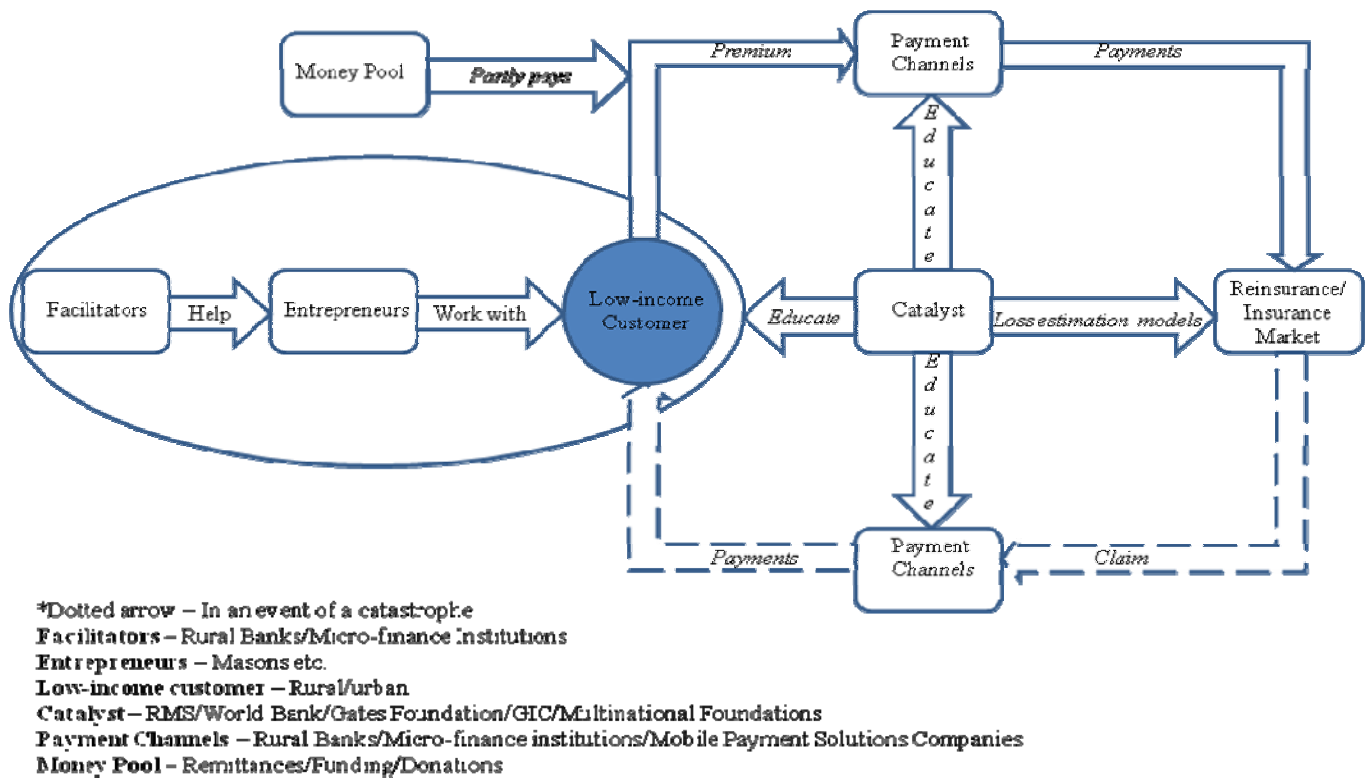 Money Pool
Partly pays
Premium
Payment
Channels
Payments
Educate
Facilitators
Help
Entrepreneurs
Work with
Low-income
Customer
Educate
Catalyst
Loss estimation models
Reinsurance/
Insurance
Market
Educate
Payments
Payment
Channels
Claim
*Dotted arrow – In an event of a catastrophe
Facilitators – Rural Banks/Micro-finance Institutions
Entrepreneurs – Masons etc.
Low-income customer – Rural/urban
Catalyst – RMS/World Bank/Gates Foundation/GIC/Multinational Foundations
Payment Channels – Rural Banks/Micro-finance institutions/Mobile Payment Solutions Companies
Money Pool – Remittances/Funding/Donations